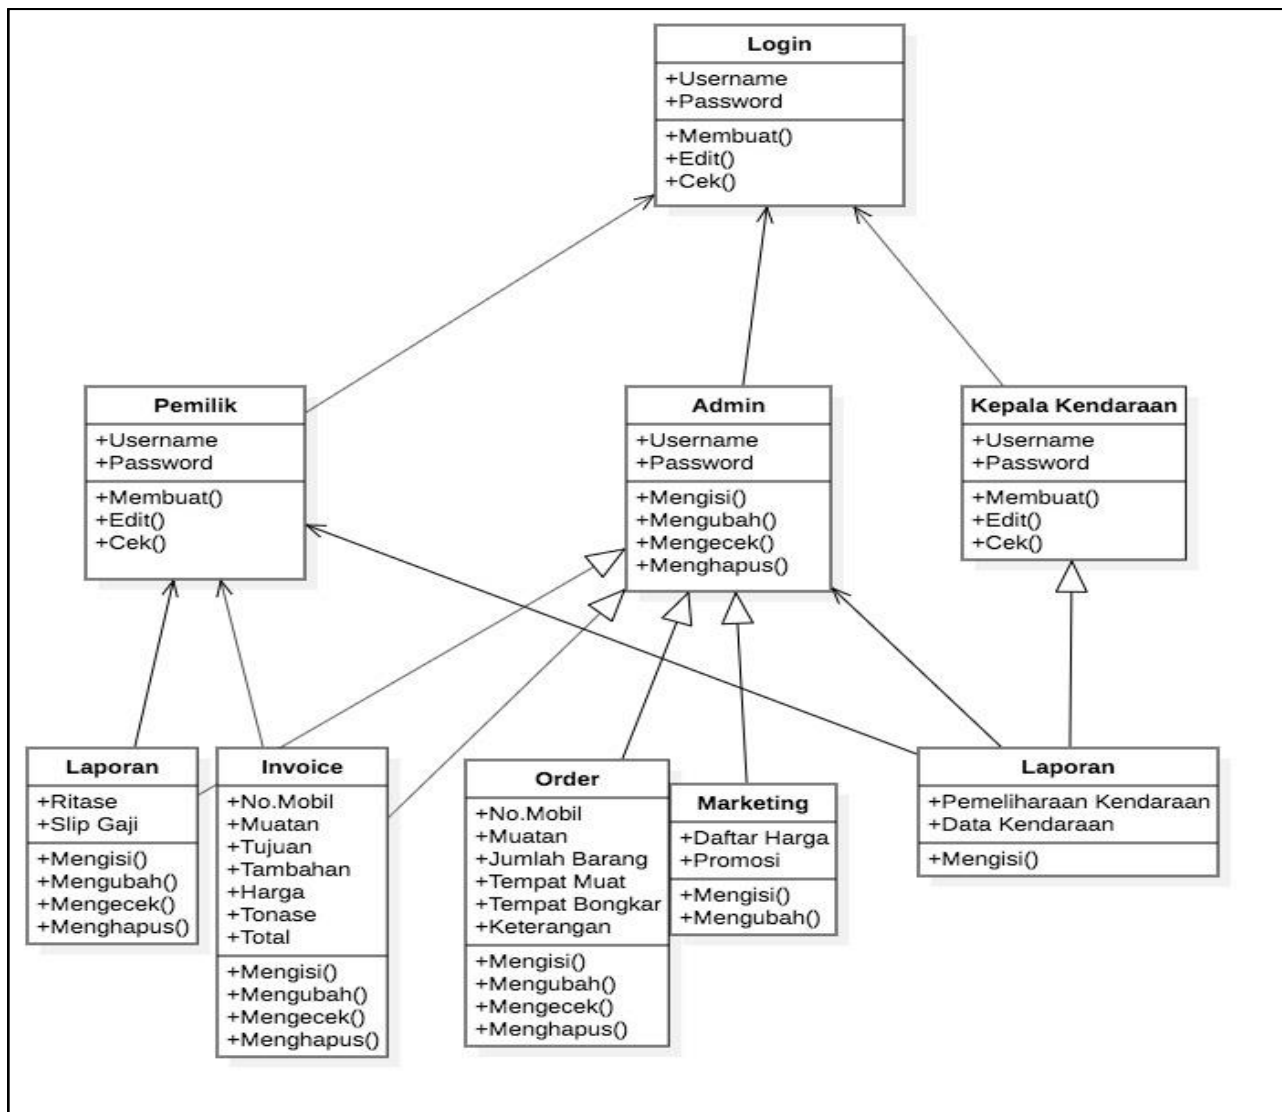 Login
+Username
+Password
+Membuat()
+Edit()
+Cek()
Pemilik
+Username
+Password
+Membuat()
+Edit()
+Cek()
Admin
+Username
+Password
+Mengisi()
+Mengubah()
+Mengecek()
+Menghapus()
Kepala Kendaraan
+Username
+Password
+Membuat()
+Edit()
+Cek()
Laporan
+Ritase
+Slip Gaji
+Mengisi()
+Mengubah()
+Mengecek()
+Menghapus()
Invoice
+No.Mobil
+Muatan
+Tujuan
+Tambahan
+Harga
+Tonase
+Total
+Mengisi()
+Mengubah()
+Mengecek()
+Menghapus()
Order
+No.Mobil
+Muatan
+Jumlah Barang
+Tempat Muat
+Tempat Bongkar
+Keterangan
+Mengisi()
+Mengubah()
+Mengecek()
+Menghapus()
Marketing
+Daftar Harga
+Promosi
+Mengisi()
+Mengubah()
Laporan
+Pemeliharaan Kendaraan
+Data Kendaraan
+Mengisi()